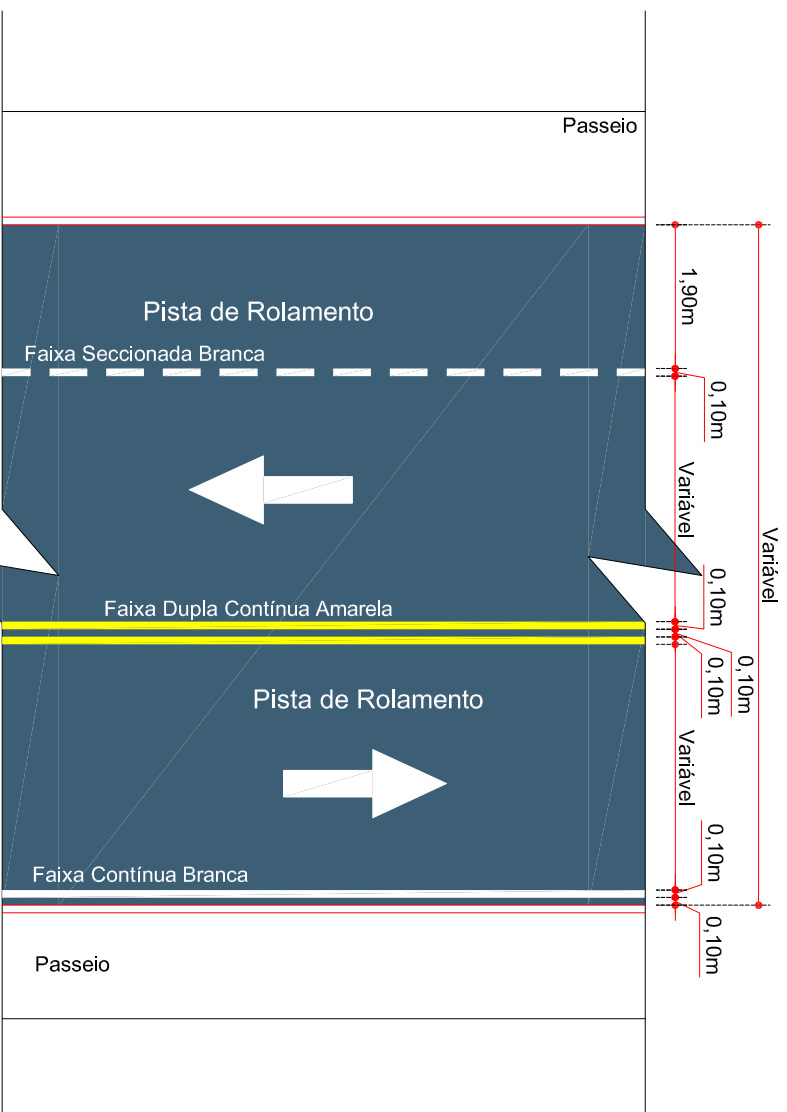 Passeio
Pista de Rolamento
Faixa Seccionada Branca
Faixa Dupla Contínua Amarela
Pista de Rolamento
Faixa Contínua Branca
Passeio
1,90m
0,10m
Variável
Variável
0,10m
0,10m
0,10m
Variável
0,10m
0,10m